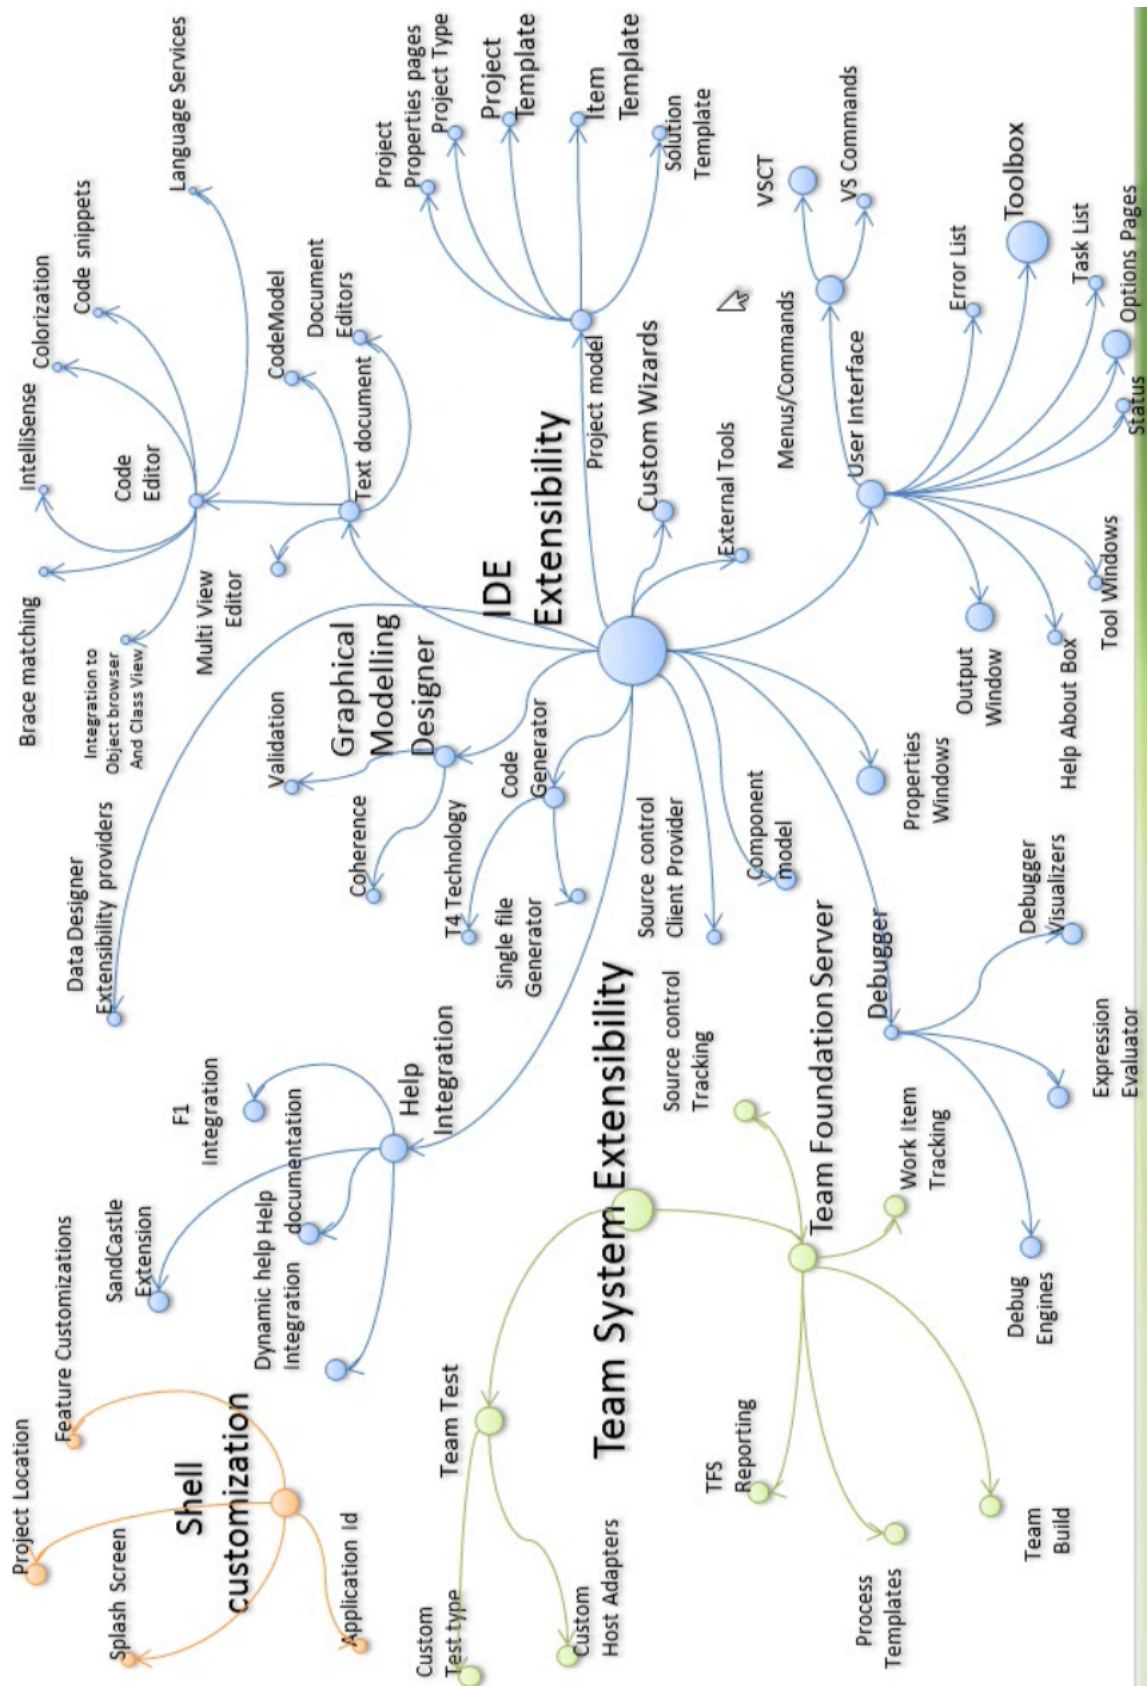 Project Location
Feature Customizations
Splash Screen
Shell
customization
Application Id
SandCastle
Extension
F1
Integration
Dynamic help Help
Integration
documentation
Help
Integration
Data Designer
Extensibility providers
Brace matching
IntelliSense
Colorization
Code snippets
Language Services
Integration to
Object browser
And Class View
Code
Editor
Multi View
Editor
Text document
CodeModel
Document
Editors
Validation
Coherence
Graphical
Modelling
Designer
T4 Technology
Code
Generator
Single file
Generator
IDE
Extensibility
Project
Properties pages
Project Type
Project
Template
Item
Template
Solution
Template
Project model
Custom Wizards
External Tools
Source control
Client Provider
Component
model
Custom
Test type
Team Test
Custom
Host Adapters
Team System Extensibility
Source control
Tracking
Team Foundation Server
Work Item
Tracking
TFS
Reporting
Process
Templates
Team
Build
Debugger
Debugger
Visualizers
Expression
Evaluator
Debug
Engines
Properties
Windows
Output
Window
Help About Box
Tool Windows
Menus/Commands
VSCT
VS Commands
User Interface
Error List
Toolbox
Task List
Options Pages
Status